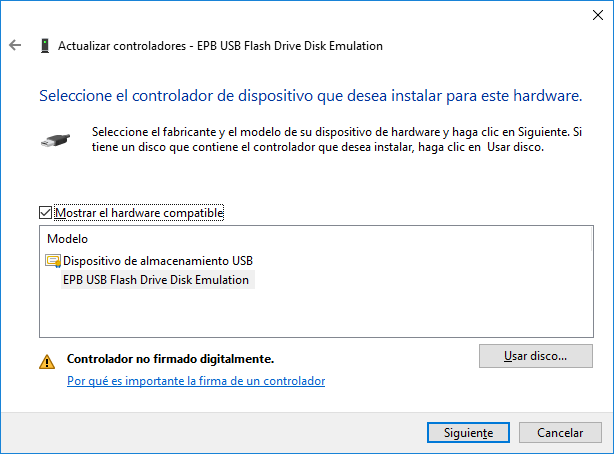 Actualizar controladores - EPB USB Flash Drive Disk Emulation
Seleccione el controlador de dispositivo que desea instalar para este hardware.
Seleccione el fabricante y el modelo de su dispositivo de hardware y haga clic en Siguiente. Si
tiene un disco que contiene el controlador que desea instalar, haga clic en  Usar disco.
Mostrar el hardware compatible
Modelo
Dispositivo de almacenamiento USB
EPB USB Flash Drive Disk Emulation
Controlador no firmado digitalmente.
Usar disco...
Por qué es importante la firma de un controlador
Siguiente
Cancelar